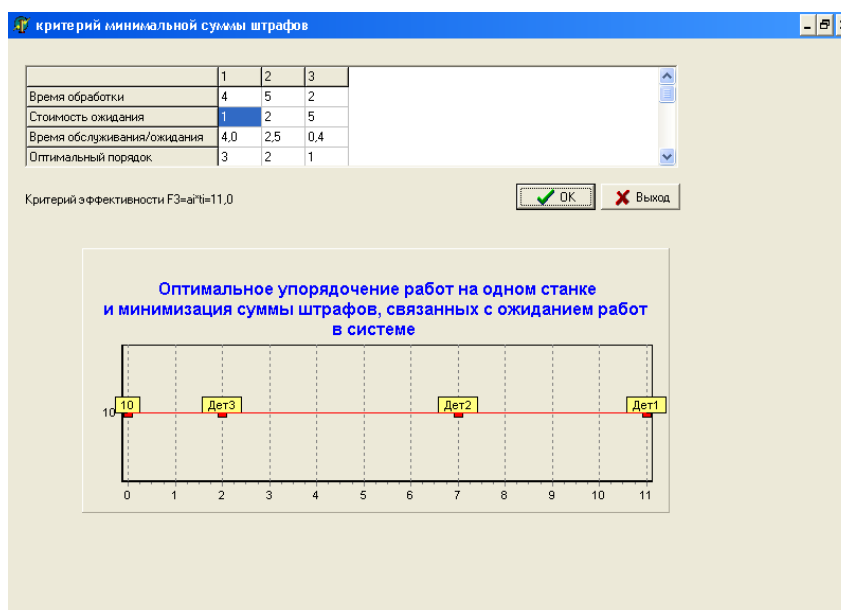 критерий минимальной суммы штрафов
1 2 3
Время обработки 4 5 2
Стоимость ожидания 1 2 5
Время обслуживания/ожидания 4,0 2,5 0,4
Оптимальный порядок 3 2 1
Критерий эффективности F3=ai*ti=11,0
OK
Выход
Оптимальное упорядочение работ на одном станке
и минимизация суммы штрафов, связанных с ожиданием работ
в системе
10 10 Дет3 Дет2 Дет1
0 1 2 3 4 5 6 7 8 9 10 11